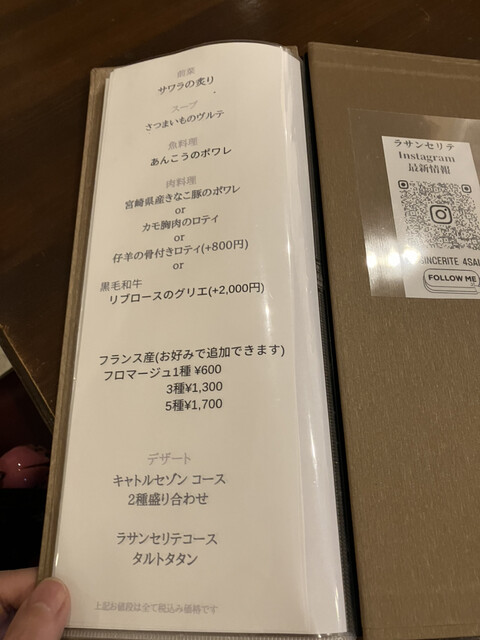 前菜
サワラの炙り
スープ
さつまいものヴルテ
魚料理
あんこうのポワレ
肉料理
宮崎県産きなこ豚のポワレ
or
カモ胸肉のロティ
or
仔羊の骨付きロティ(+800円)
or
黒毛和牛
リブロースのグリエ(+2,000円)
フランス産(お好みで追加できます)
フロマージュ1種 ¥600
3種¥1,300
5種¥1,700
デザート
キャトルセゾン コース
2種盛り合わせ
ラサンセリテコース
タルトタタン
上記お値段は全て税込み価格です
ラサンセリテ
Instagram
最新情報
SINCERITE 4SAI
FOLLOW ME